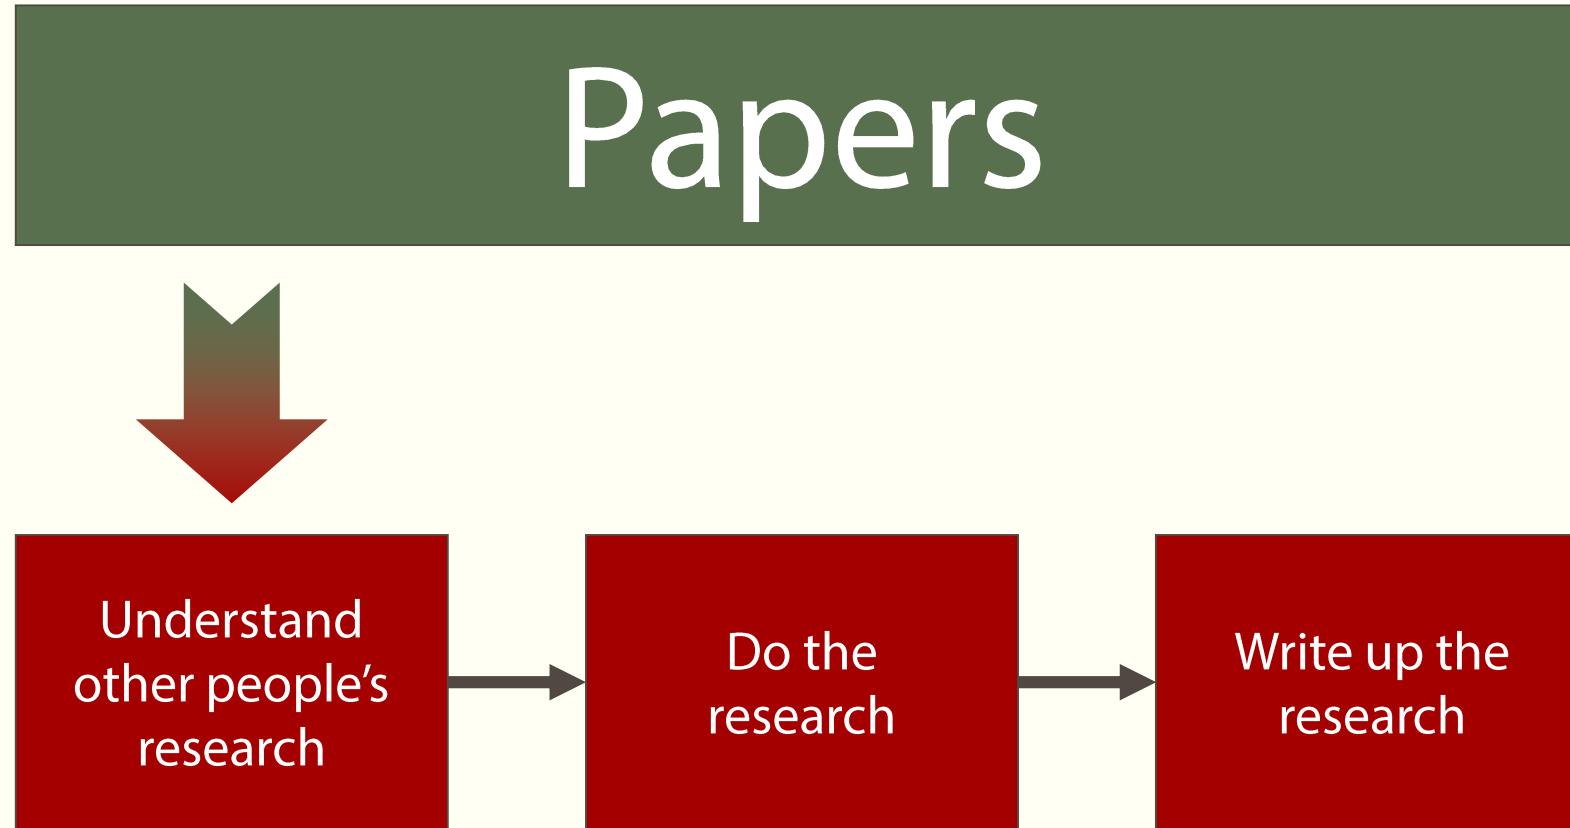 Papers
Understand
other people’s
research
Do the
research
Write up the
research